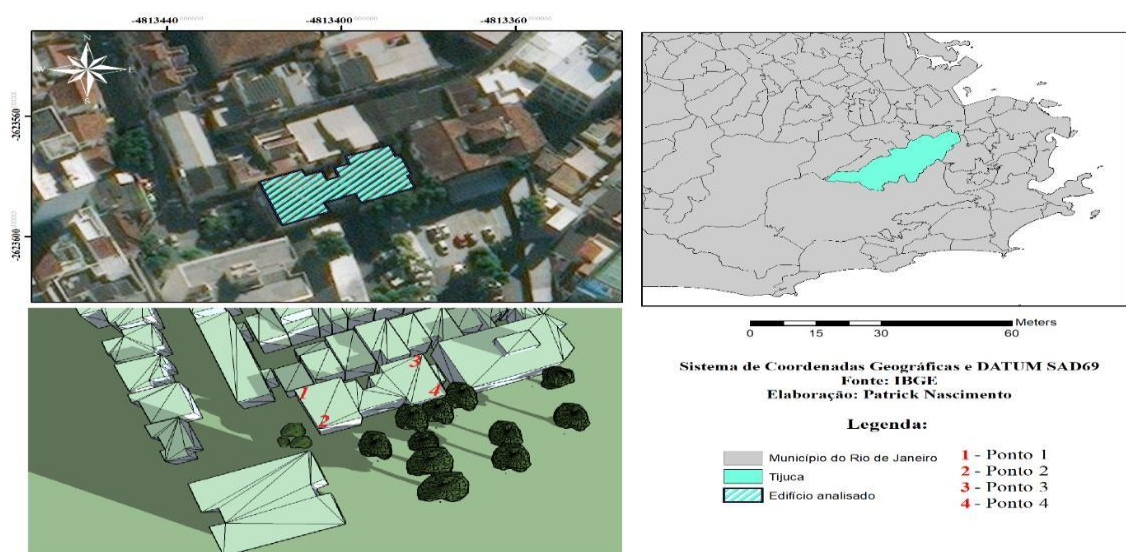 -4813440
-4813400
-4813360
N
E
S
-2623560
-2623600
1
2
3
4
Meters
0 15 30 60
Sistema de Coordenadas Geográficas e DATUM SAD69
Fonte: IBGE
Elaboração: Patrick Nascimento
Legenda:
Município do Rio de Janeiro
Tijuca
Edifício analisado
1 - Ponto 1
2 - Ponto 2
3 - Ponto 3
4 - Ponto 4